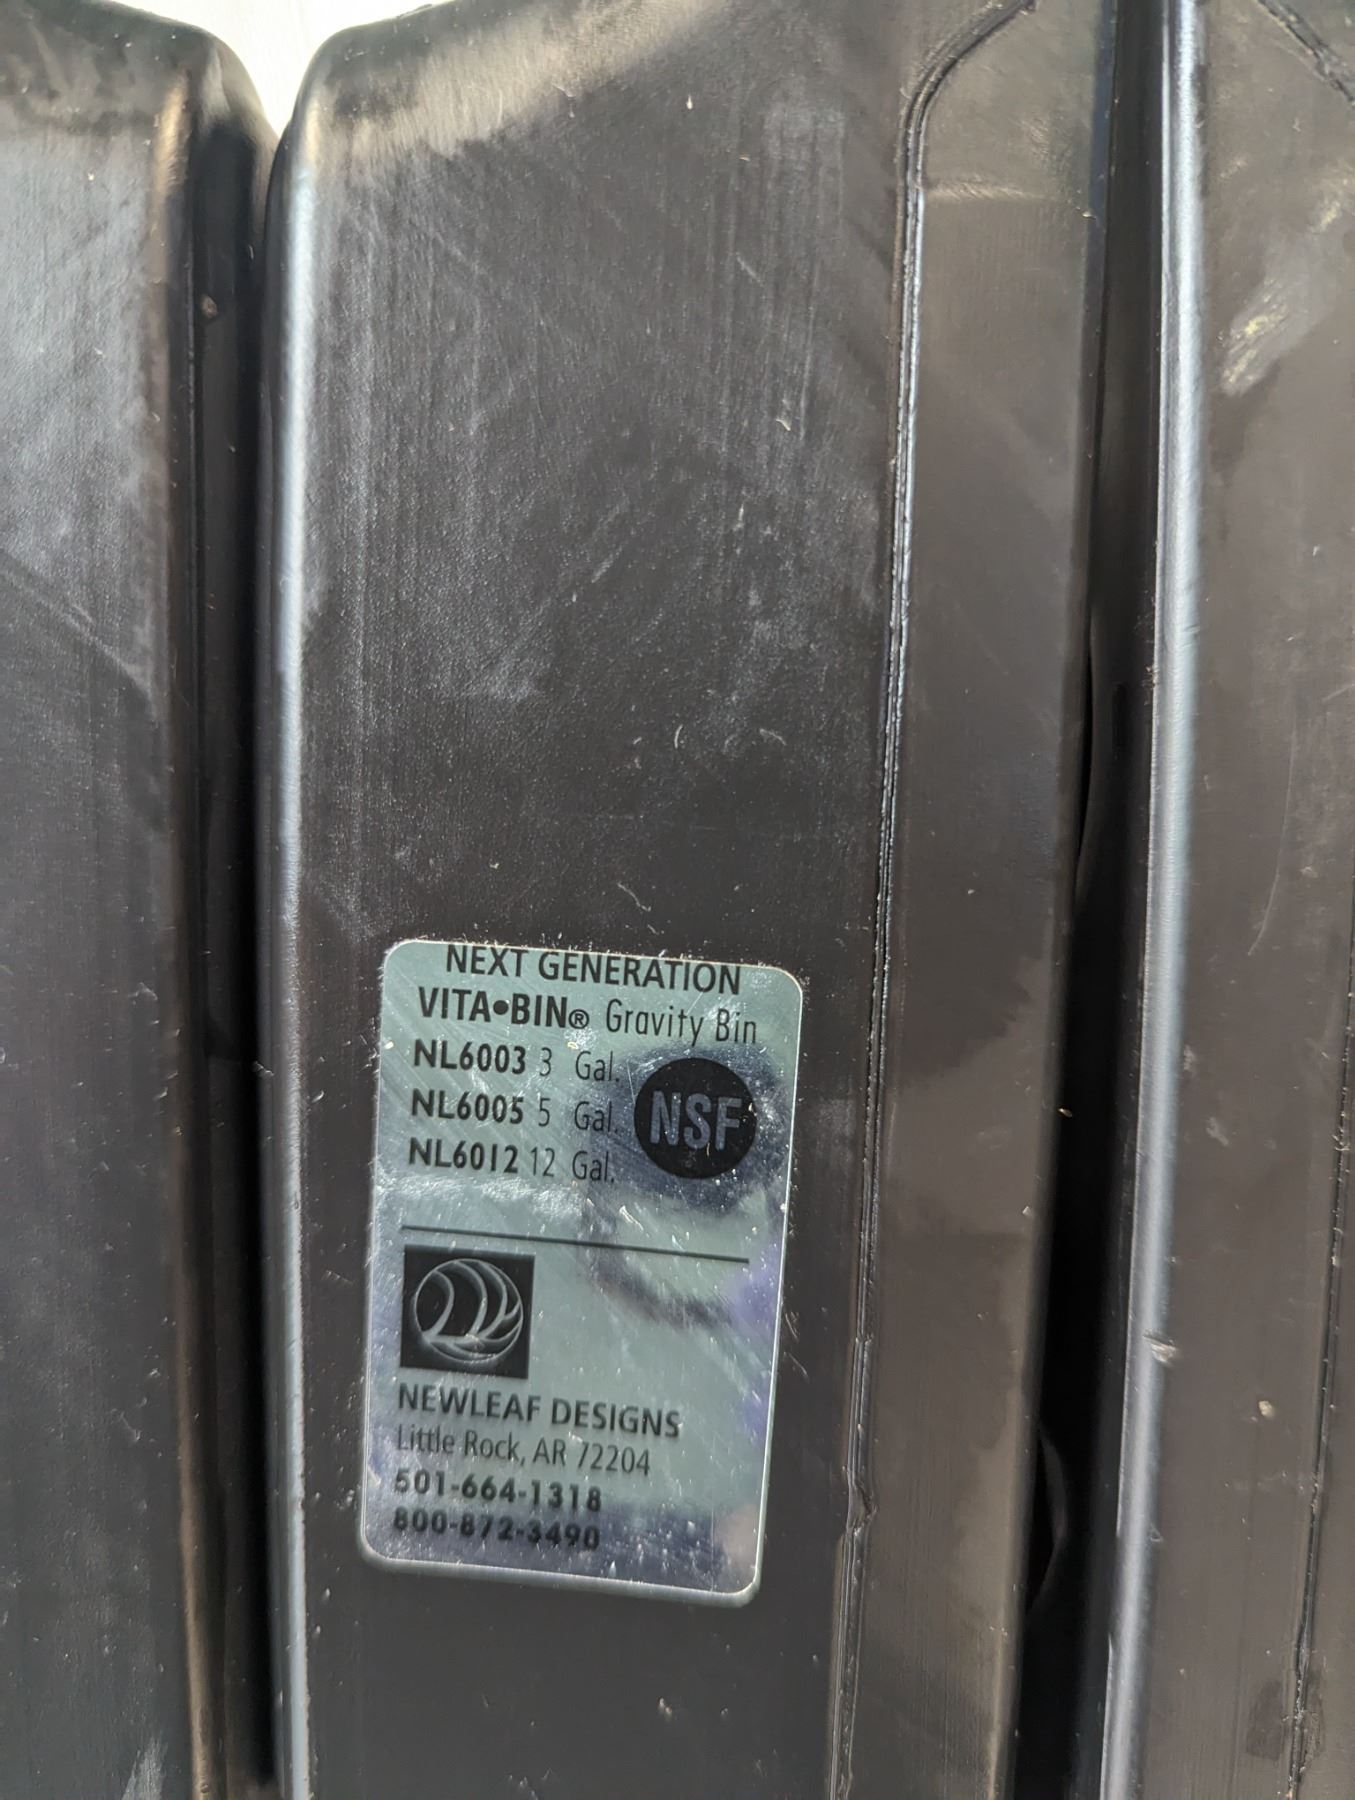 NEXT GENERATION
VITA•BIN® Gravity Bin
NL6003 3 Gal.
NL6005 5 Gal.
NL6012 12 Gal.
NSF
NEWLEAF DESIGNS
Little Rock, AR 72204
501-664-1318
800-872-3490